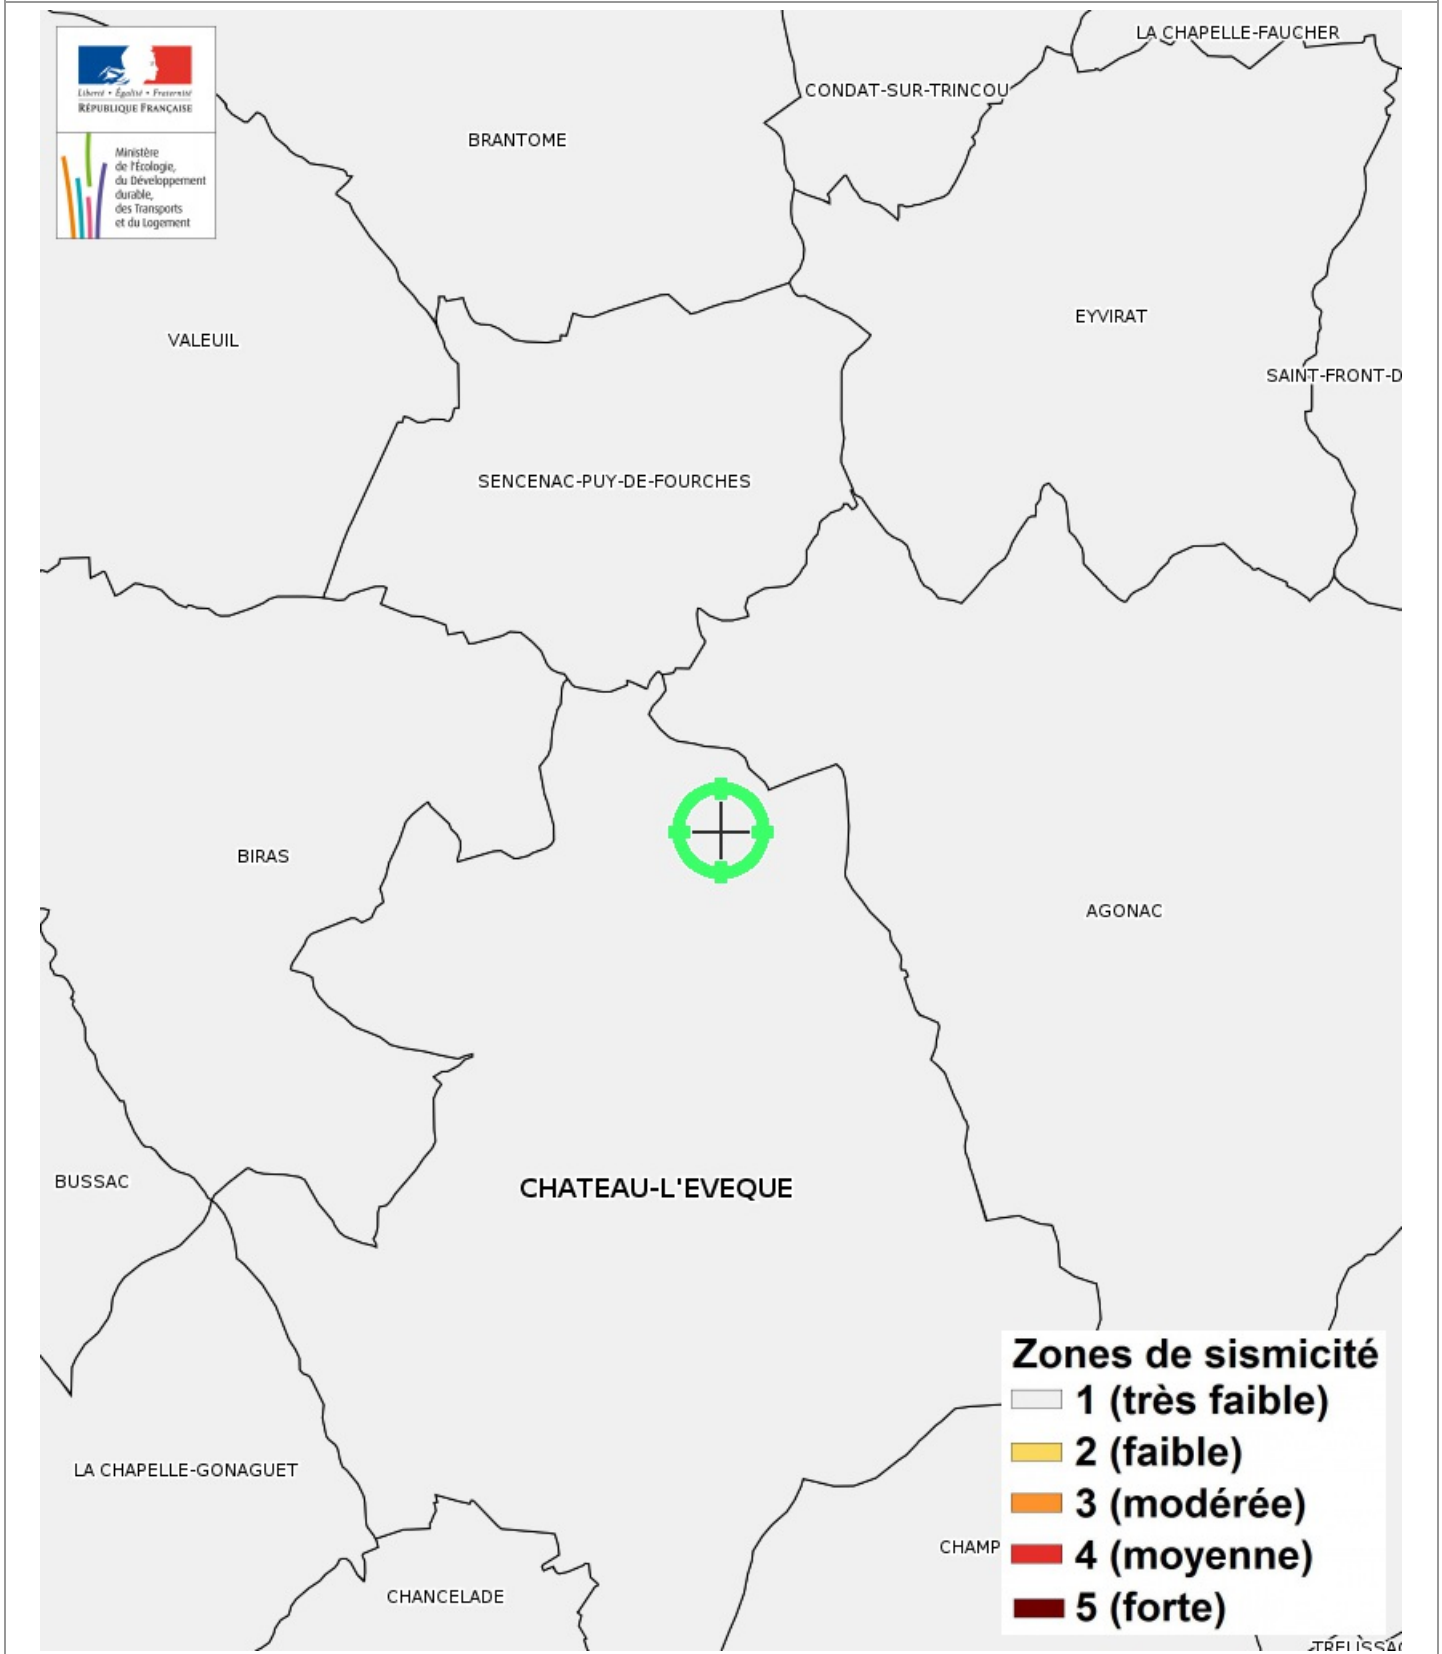 LA CHAPELLE-FAUCHER
Liberté • Égalité • Fraternité
RÉPUBLIQUE FRANÇAISE
CONDAT-SUR-TRINCOU
BRANTOME
Ministère
de l'Écologie,
du Développement
durable,
des Transports
et du Logement
EYVIRAT
VALEUIL
SAINT-FRONT-D
SENCENAC-PUY-DE-FOURCHES
BIRAS
AGONAC
BUSSAC
CHATEAU-L'EVEQUE
Zones de sismicité
1 (très faible)
2 (faible)
3 (modérée)
4 (moyenne)
5 (forte)
LA CHAPELLE-GONAGUET
CHAMP
CHANCELADE
TRELISSAC